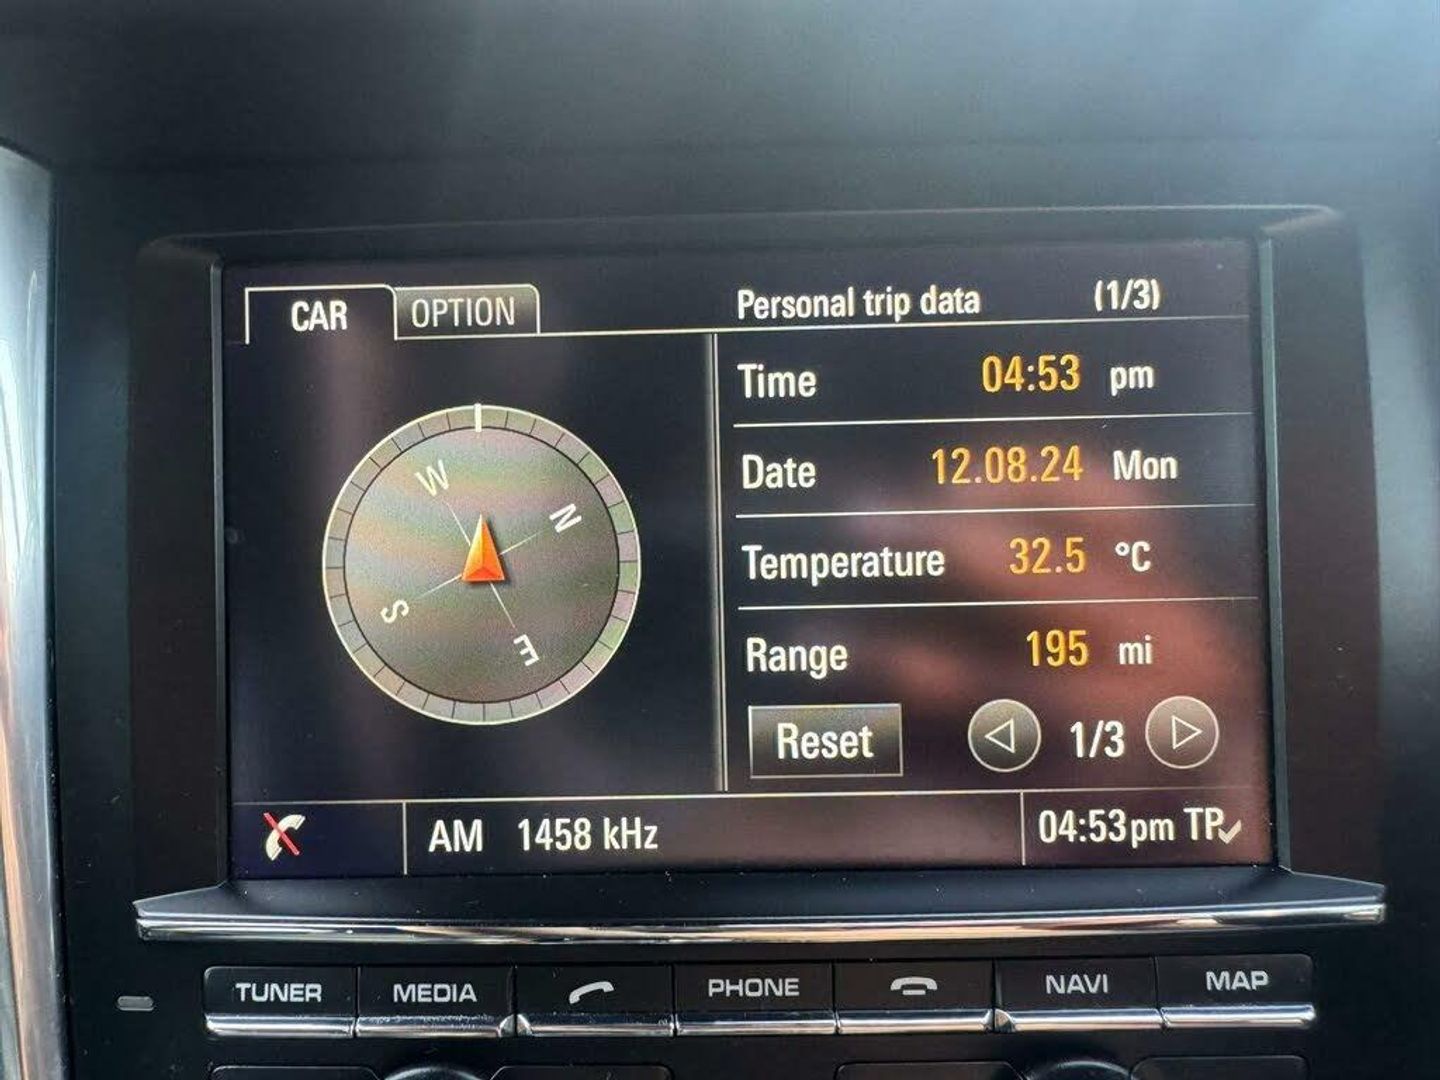 CAR
OPTION
Personal trip data (1/3)
Time 04:53 pm
Date 12.08.24 Mon
Temperature 32.5 °C
Range 195 mi
Reset 1/3
W
N
S
E
AM 1458 kHz
04:53pm TP
TUNER MEDIA PHONE NAVI MAP